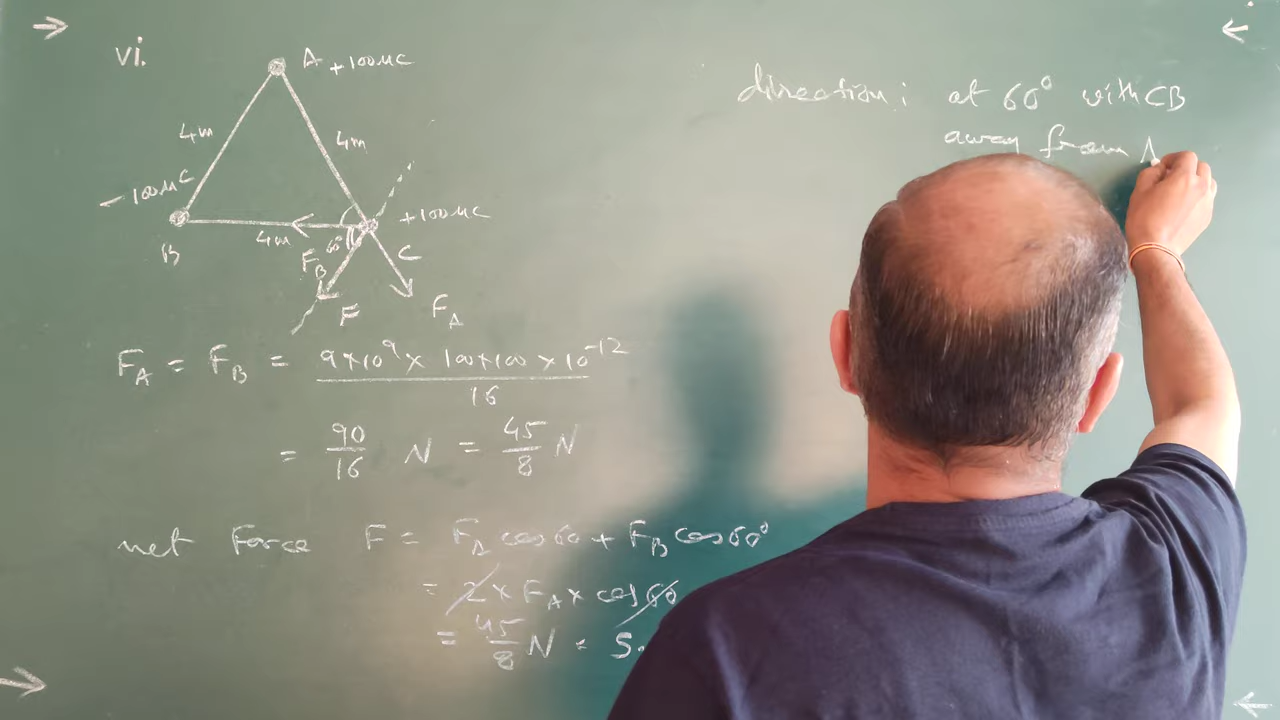 vi.
A +100μC
4m
4m
-100μC
+100μC
4m
60°
B
F_B
C
F
F_A
F_A = F_B = 9×10^9 × 100×100 ×10^-12 / 16
= 90/16 N = 45/8 N
net Force F = F_A cos60 + F_B cos60°
= 2×F_A× cos60
= 45/8 N = 5.
direction: at 60° with CB
away from A